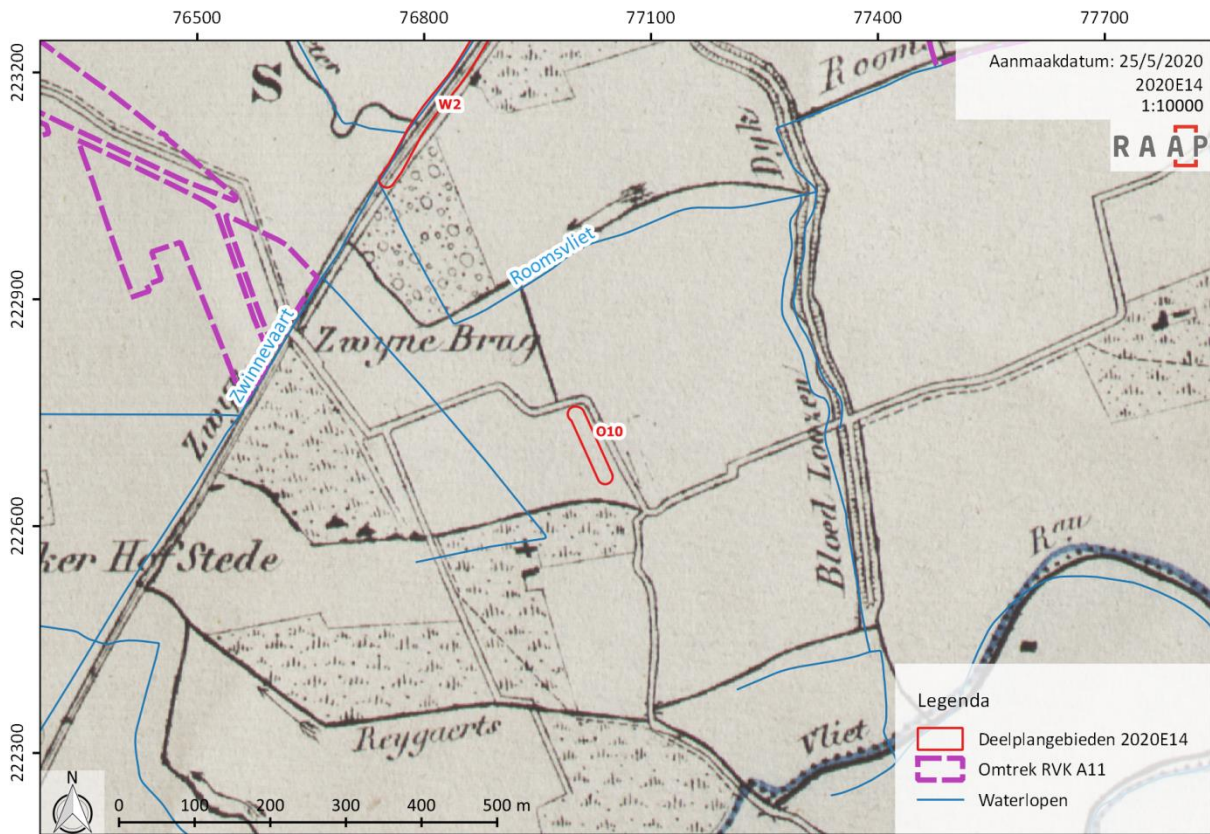 76500 76800 77100 77400 77700
223200
222900
222600
222300
Aanmaakdatum: 25/5/2020
2020E14
1:10000
RAAP
S
W2
Room
Dyk
Roomsvliet
Zwinnevaart
Zwyne Brug
O10
Bloed Loozen
ker Hof Stede
Reygaerts
Vliet
Legenda
Deelplangebieden 2020E14
Omtrek RVK A11
Waterlopen
N
0 100 200 300 400 500 m